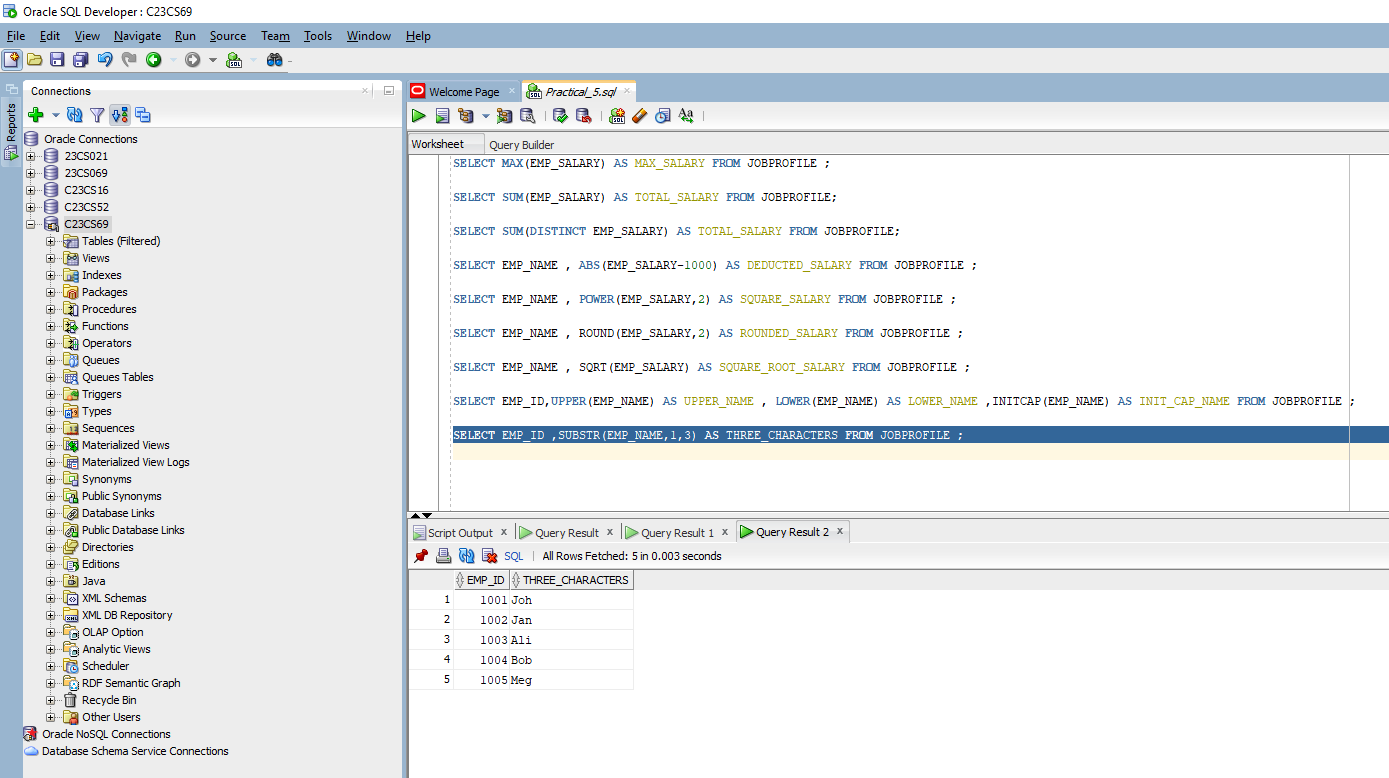 Oracle SQL Developer : C23CS69
File Edit View Navigate Run Source Team Tools Window Help
Reports
Connections
Oracle Connections
23CS021
23CS069
C23CS16
C23CS52
C23CS69
Tables (Filtered)
Views
Indexes
Packages
Procedures
Functions
Operators
Queues
Queues Tables
Triggers
Types
Sequences
Materialized Views
Materialized View Logs
Synonyms
Public Synonyms
Database Links
Public Database Links
Directories
Editions
Java
XML Schemas
XML DB Repository
OLAP Option
Analytic Views
Scheduler
RDF Semantic Graph
Recycle Bin
Other Users
Oracle NoSQL Connections
Database Schema Service Connections
Welcome Page Practical_5.sql
Worksheet Query Builder
SELECT MAX(EMP_SALARY) AS MAX_SALARY FROM JOBPROFILE ;
SELECT SUM(EMP_SALARY) AS TOTAL_SALARY FROM JOBPROFILE;
SELECT SUM(DISTINCT EMP_SALARY) AS TOTAL_SALARY FROM JOBPROFILE;
SELECT EMP_NAME , ABS(EMP_SALARY-1000) AS DEDUCTED_SALARY FROM JOBPROFILE ;
SELECT EMP_NAME , POWER(EMP_SALARY,2) AS SQUARE_SALARY FROM JOBPROFILE ;
SELECT EMP_NAME , ROUND(EMP_SALARY,2) AS ROUNDED_SALARY FROM JOBPROFILE ;
SELECT EMP_NAME , SQRT(EMP_SALARY) AS SQUARE_ROOT_SALARY FROM JOBPROFILE ;
SELECT EMP_ID,UPPER(EMP_NAME) AS UPPER_NAME , LOWER(EMP_NAME) AS LOWER_NAME ,INITCAP(EMP_NAME) AS INIT_CAP_NAME FROM JOBPROFILE ;
SELECT EMP_ID ,SUBSTR(EMP_NAME,1,3) AS THREE_CHARACTERS FROM JOBPROFILE ;
Script Output x Query Result x Query Result 1 x Query Result 2 x
SQL | All Rows Fetched: 5 in 0.003 seconds
EMP_ID THREE_CHARACTERS
1 1001 Joh
2 1002 Jan
3 1003 Ali
4 1004 Bob
5 1005 Meg